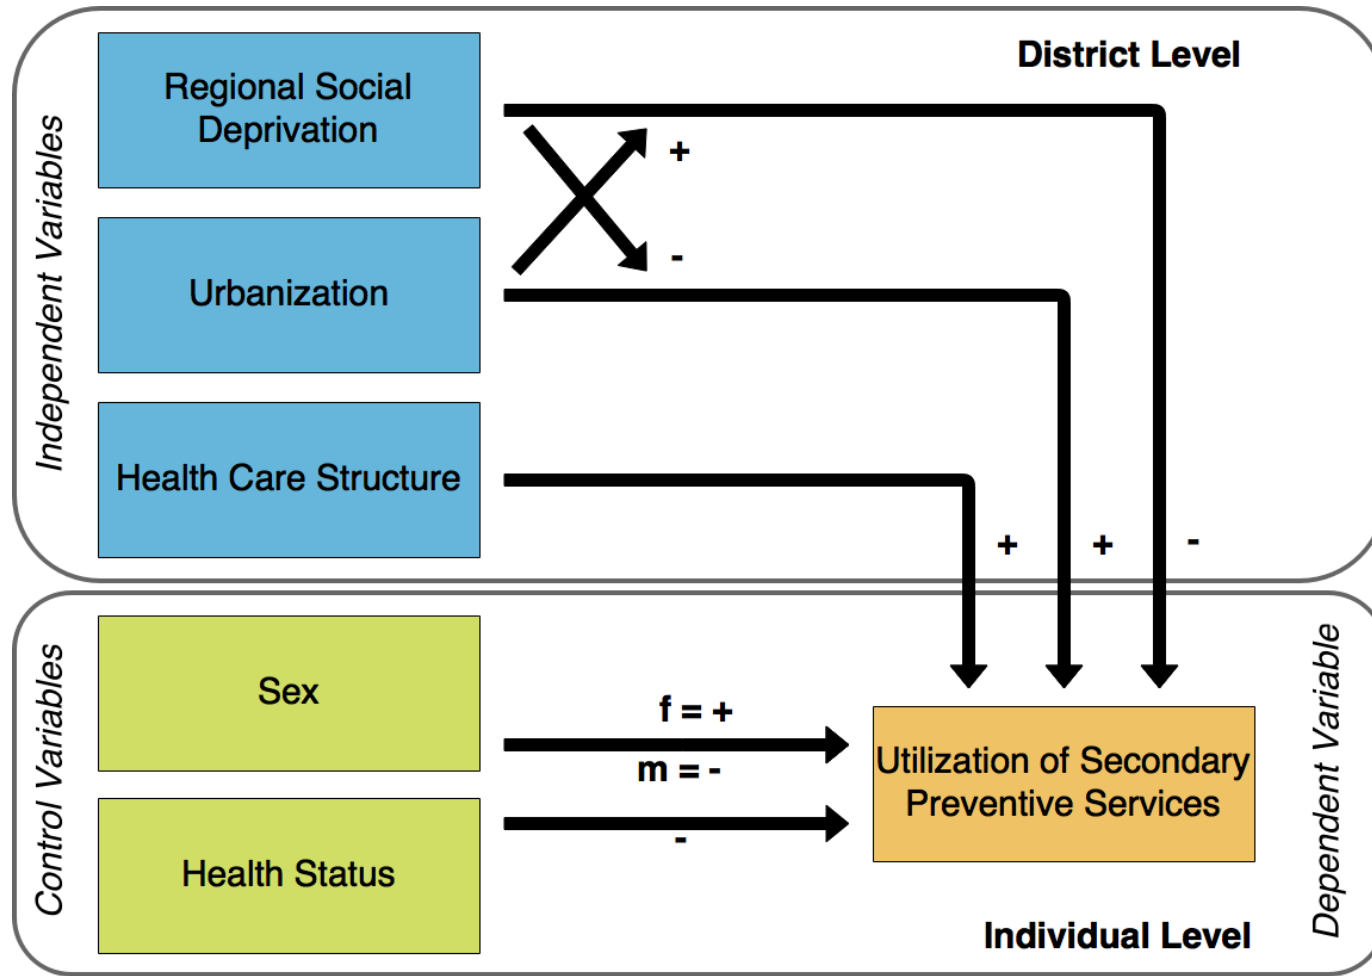 District Level
Independent Variables
Regional Social
Deprivation
+
-
Urbanization
Health Care Structure
+
+
-
Control Variables
Sex
f = +
m = -
Health Status
-
Utilization of Secondary
Preventive Services
Dependent Variable
Individual Level